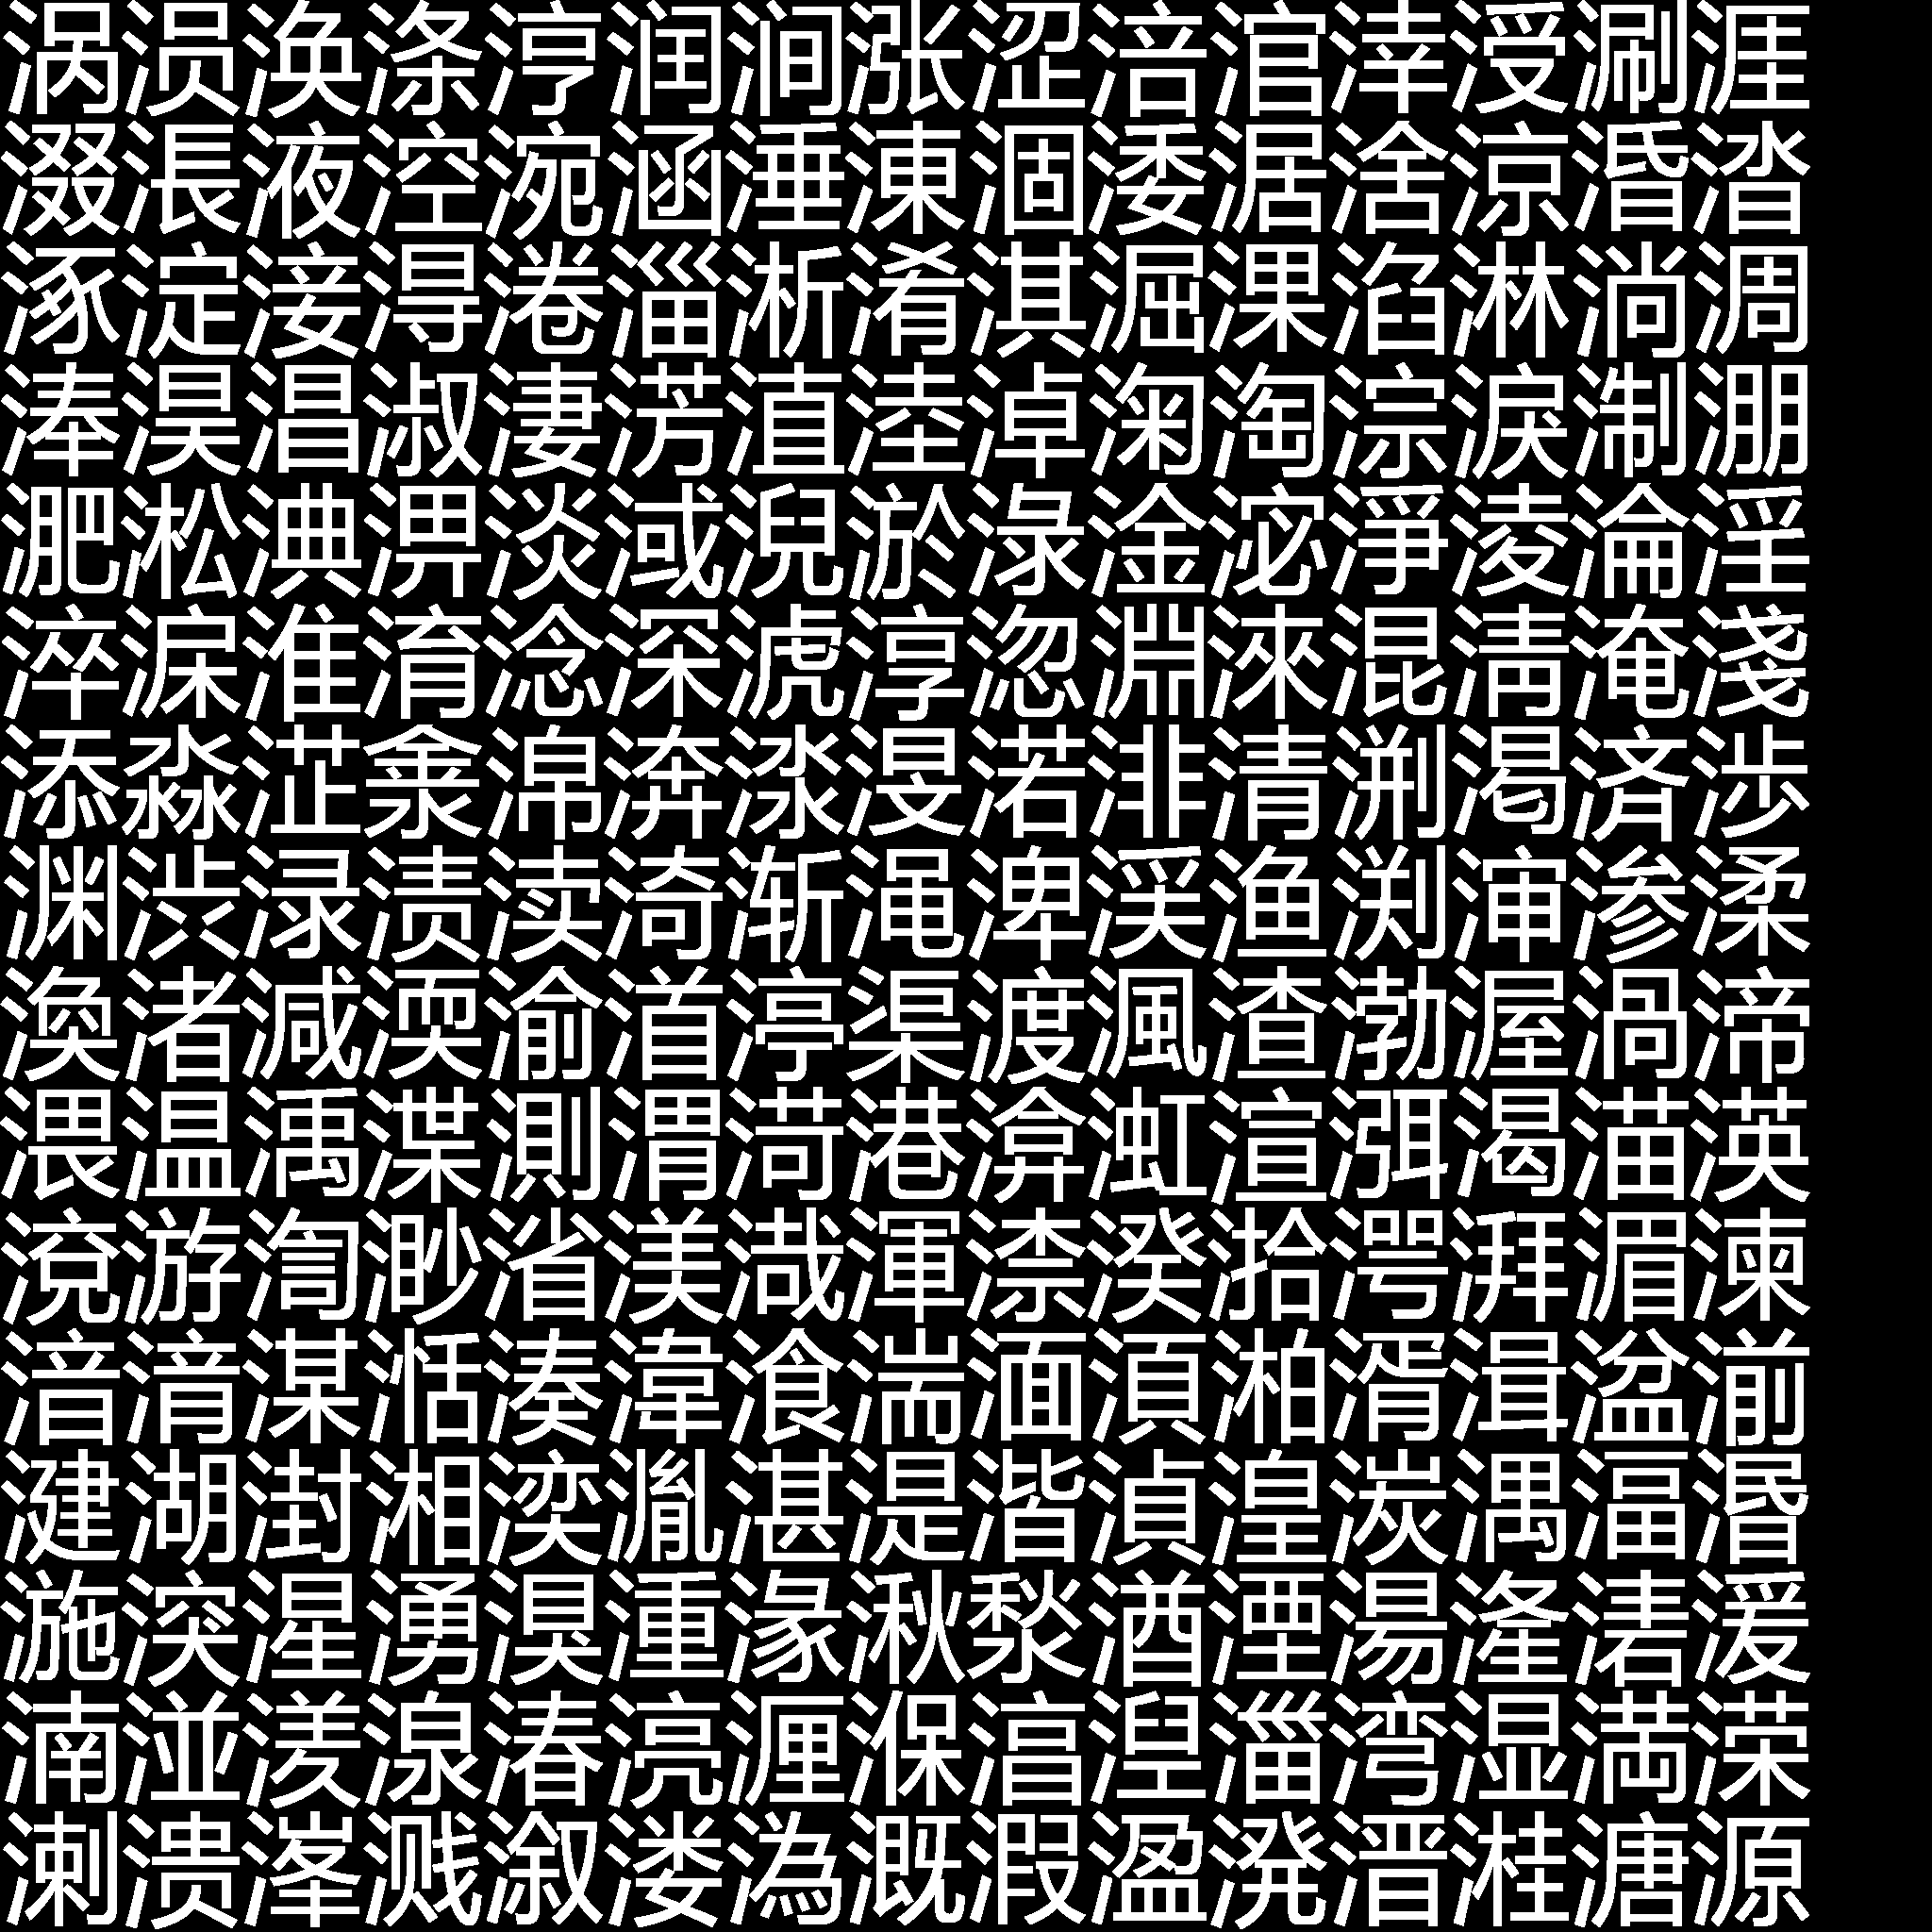 涡涢涣涤涥润涧涨涩涪涫涬涭涮涯
涰涱液涳涴涵涶涷涸涹涺涻涼涽涾
涿淀淁淂淃淄淅淆淇淈淉淊淋淌淍
淎淏淐淑淒淓淔淕淖淗淘淙淚淛淜
淝淞淟淠淡淢淣淤淥淦淧淨淩淪淫
淬淭淮淯淰深淲淳淴淵淶混淸淹淺
添淼淽淾淿渀渁渂渃渄清渆渇済渉
渊渋渌渍渎渏渐渑渒渓渔渕渖渗渘
渙渚減渜渝渞渟渠渡渢渣渤渥渦渧
渨温渪渫測渭渮港渰渱渲渳渴渵渶
渷游渹渺渻渼渽渾渿湀湁湂湃湄湅
湆湇湈湉湊湋湌湍湎湏湐湑湒湓湔
湕湖湗湘湙湚湛湜湝湞湟湠湡湢湣
湤湥湦湧湨湩湪湫湬湭湮湯湰湱湲
湳湴湵湶湷湸湹湺湻湼湽湾湿満溁
溂溃溄溅溆溇溈溉溊溋溌溍溎溏源